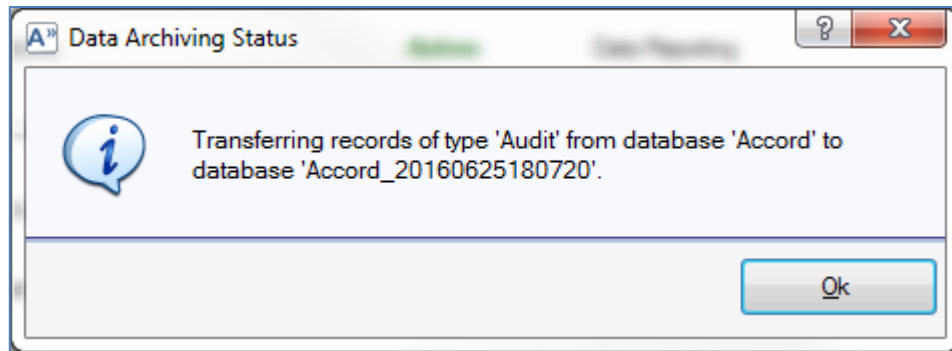 A» Data Archiving Status ? X
Transferring records of type 'Audit' from database 'Accord' to
database 'Accord_20160625180720'.
Ok